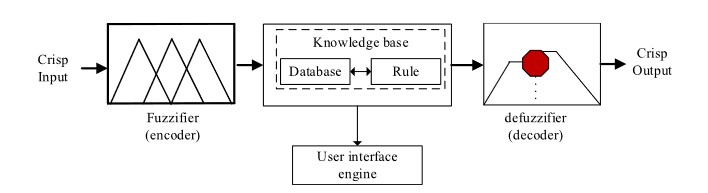 Crisp
Input
Fuzzifier
(encoder)
Knowledge base
Database
Rule
User interface
engine
defuzzifier
(decoder)
Crisp
Output